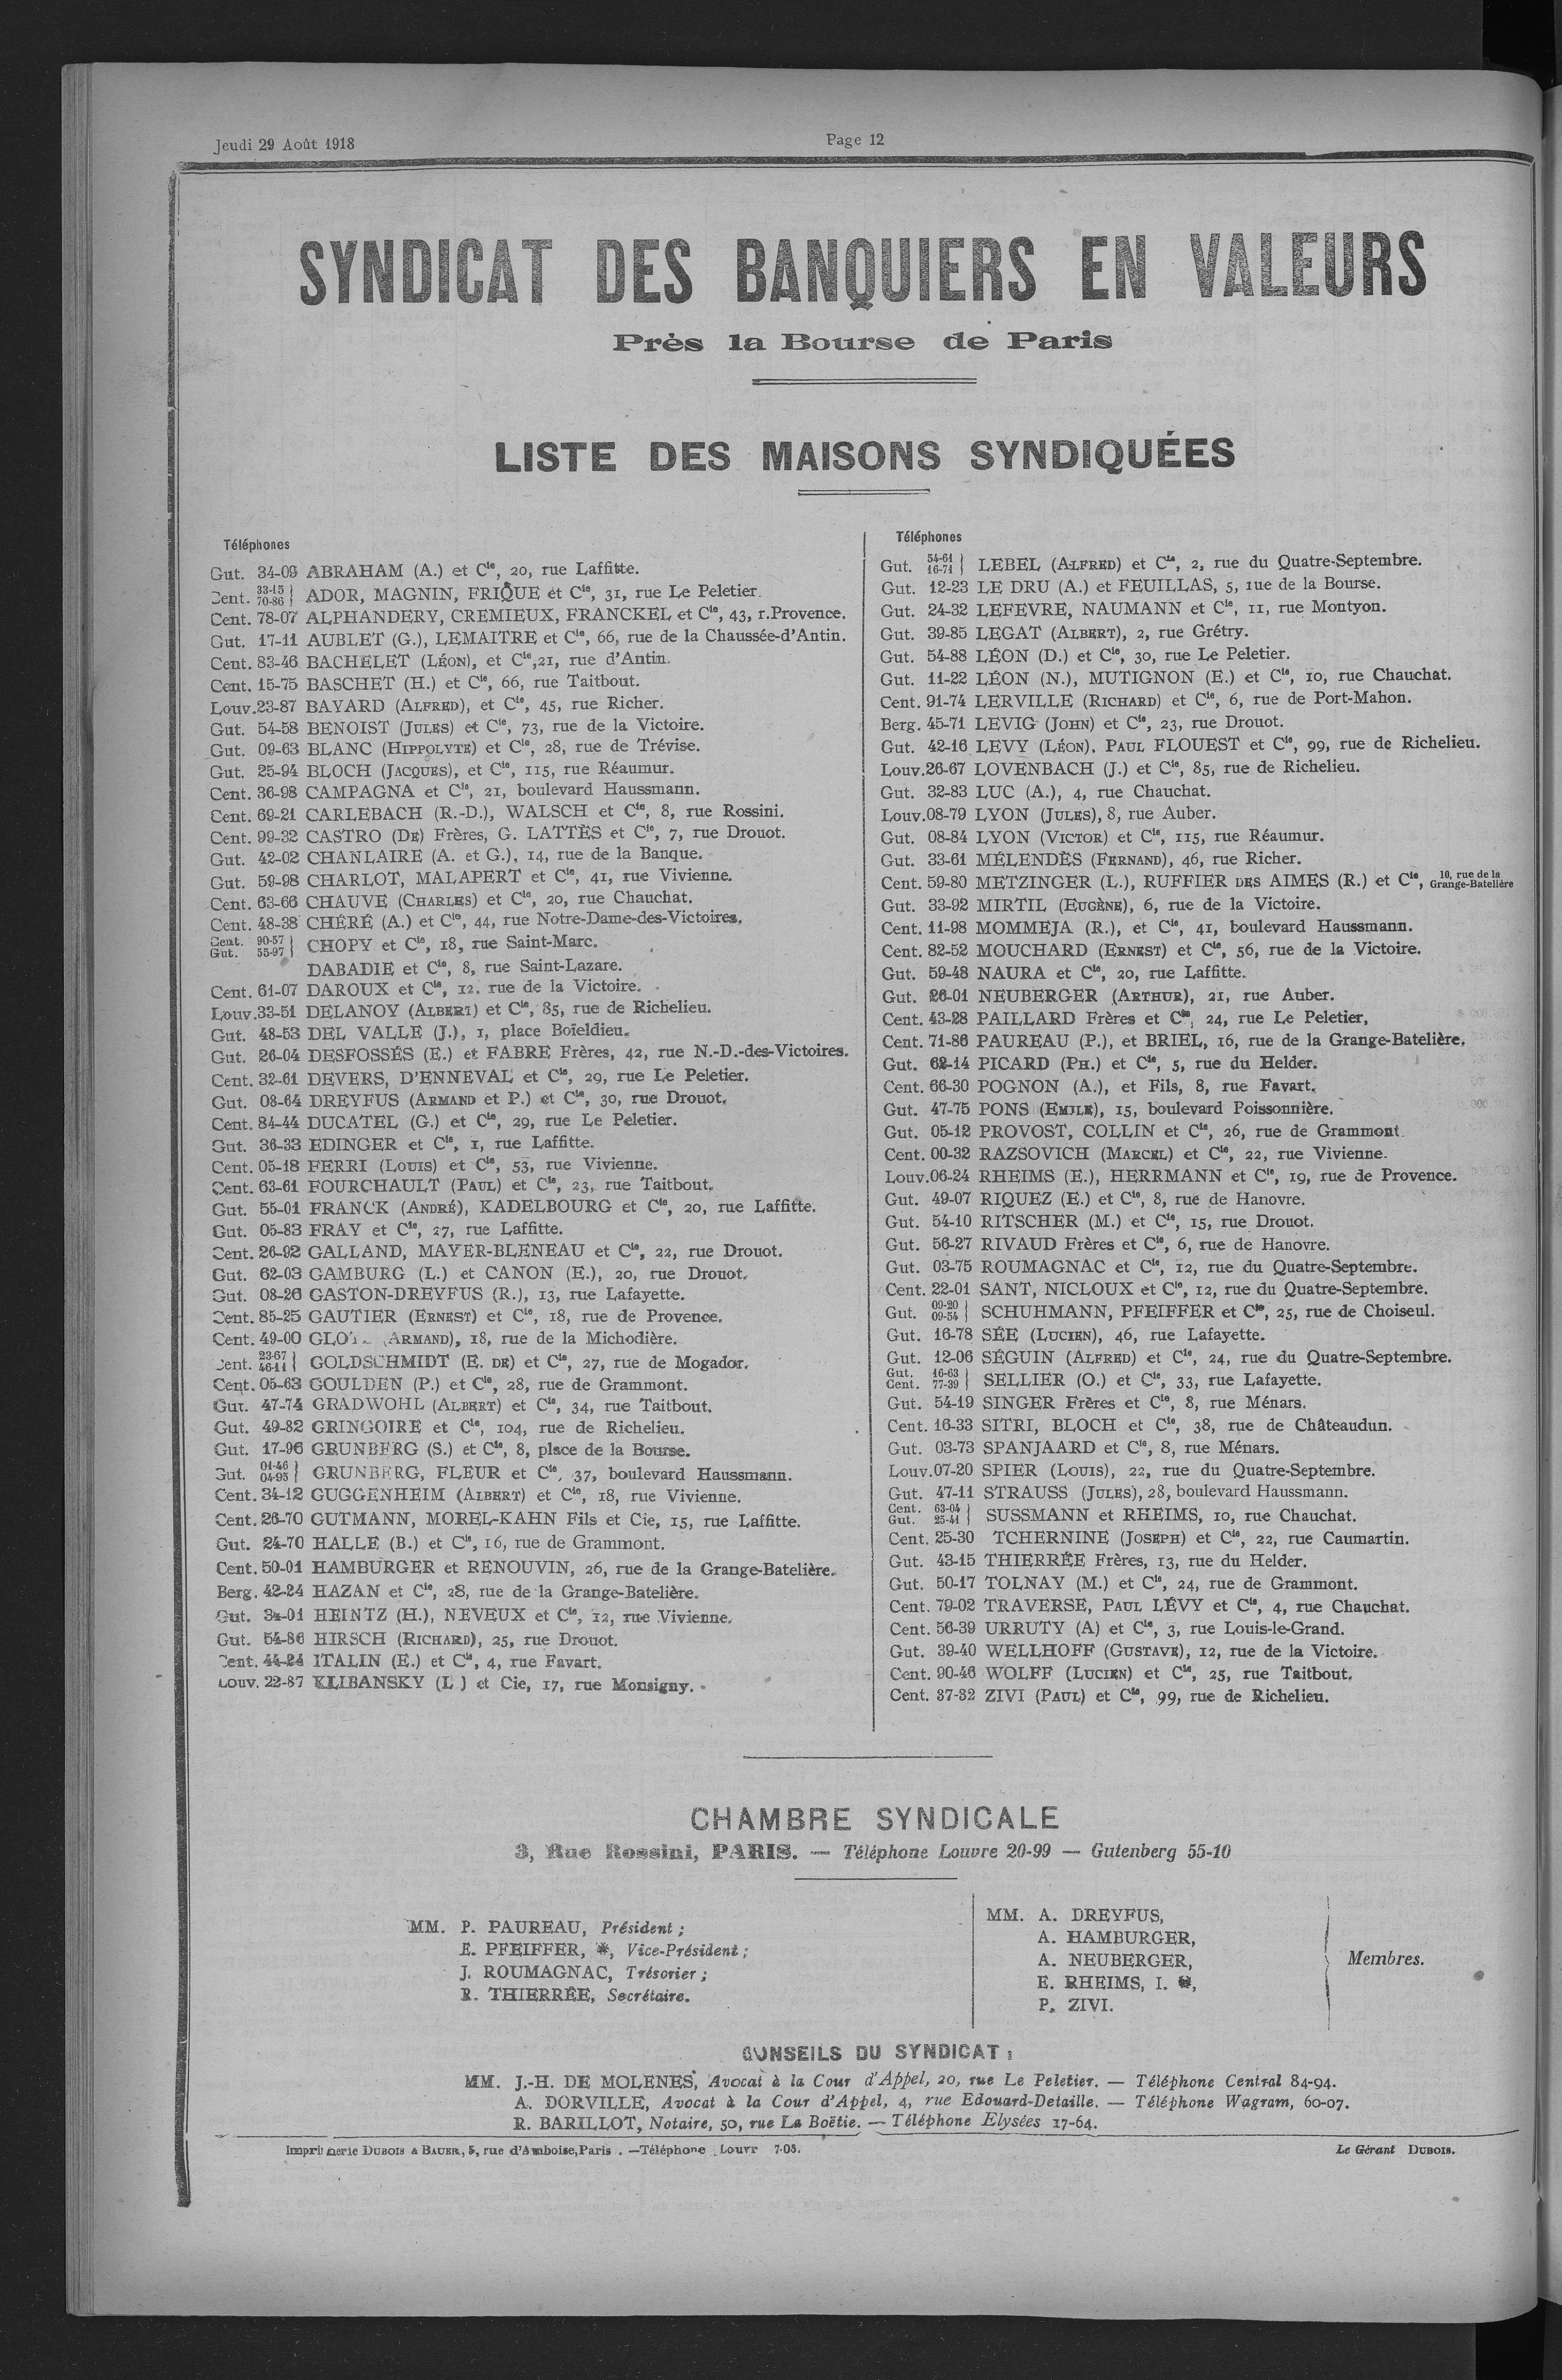 Jeudi 29 Août 1918
Page 12
SYNDICAT DES BANQUIERS EN VALEURS
Près la Bourse de Paris
LISTE DES MAISONS SYNDIQUÉES
Téléphones
Gut. 34-09 ABRAHAM (A.) et Cie, 20, rue Laffitte.
Cent. 33-15 70-86 } ADOR, MAGNIN, FRIQUE et Cie, 31, rue Le Peletier.
Cent. 78-07 ALPHANDERY, CREMIEUX, FRANCKEL et Cie, 43, r.Provence.
Gut. 17-11 AUBLET (G.), LEMAITRE et Cie, 66, rue de la Chaussée-d'Antin.
Cent. 83-46 BACHELET (LÉON), et Cie,21, rue d'Antin.
Cent. 15-75 BASCHET (H.) et Cie, 66, rue Taitbout.
Louv.23-87 BAYARD (ALFRED), et Cie, 45, rue Richer.
Gut. 54-58 BENOIST (JULES) et Cie, 73, rue de la Victoire.
Gut. 09-63 BLANC (HIPPOLYTE) et Cie, 28, rue de Trévise.
Gut. 25-94 BLOCH (JACQUES), et Cie, 115, rue Réaumur.
Cent. 36-98 CAMPAGNA et Cie, 21, boulevard Haussmann.
Cent. 69-21 CARLEBACH (R.-D.), WALSCH et Cie, 8, rue Rossini.
Cent. 99-32 CASTRO (DE) Frères, G. LATTÈS et Cie, 7, rue Drouot.
Gut. 42-02 CHANLAIRE (A. et G.), 14, rue de la Banque.
Gut. 59-98 CHARLOT, MALAPERT et Cie, 41, rue Vivienne.
Cent. 63-66 CHAUVE (CHARLES) et Cie, 20, rue Chauchat.
Cent. 48-38 CHÉRÉ (A.) et Cie, 44, rue Notre-Dame-des-Victoires.
Cent. 90-57 Gut. 55-97 } CHOPY et Cie, 18, rue Saint-Marc.
DABADIE et Cie, 8, rue Saint-Lazare.
Cent. 61-07 DAROUX et Cie, 12, rue de la Victoire.
Louv.33-51 DELANOY (ALBERT) et Cie, 85, rue de Richelieu.
Gut. 48-53 DEL VALLE (J.), 1, place Boïeldieu.
Gut. 26-04 DESFOSSÉS (E.) et FABRE Frères, 42, rue N.-D.-des-Victoires.
Cent. 32-61 DEVERS, D'ENNEVAL et Cie, 29, rue Le Peletier.
Gut. 08-64 DREYFUS (ARMAND et P.) et Cie, 30, rue Drouot.
Cent. 84-44 DUCATEL (G.) et Cie, 29, rue Le Peletier.
Gut. 36-33 EDINGER et Cie, 1, rue Laffitte.
Cent. 05-18 FERRI (LOUIS) et Cie, 53, rue Vivienne.
Cent. 63-61 FOURCHAULT (PAUL) et Cie, 23, rue Taitbout.
Gut. 55-01 FRANCK (ANDRÉ), KADELBOURG et Cie, 20, rue Laffitte.
Gut. 05-83 FRAY et Cie, 27, rue Laffitte.
Cent. 26-92 GALLAND, MAYER-BLENEAU et Cie, 22, rue Drouot.
Gut. 62-03 GAMBURG (L.) et CANON (E.), 20, rue Drouot.
Gut. 08-26 GASTON-DREYFUS (R.), 13, rue Lafayette.
Cent. 85-25 GAUTIER (ERNEST) et Cie, 18, rue de Provence.
Cent. 49-00 (ARMAND), 18, rue de la Michodière.
Cent. 23-67 46-11 } GOLDSCHMIDT (E. DE) et Cie, 27, rue de Mogador.
Cent. 05-63 GOULDEN (P.) et Cie, 28, rue de Grammont.
Gut. 47-74 GRADWOHL (ALBERT) et Cie, 34, rue Taitbout.
Gut. 49-82 GRINGOIRE et Cie, 104, rue de Richelieu.
Gut. 17-96 GRUNBERG (S.) et Cie, 8, place de la Bourse.
Gut. 01-46 04-95 } GRUNBERG, FLEUR et Cie, 37, boulevard Haussmann.
Cent. 34-12 GUGGENHEIM (ALBERT) et Cie, 18, rue Vivienne.
Cent. 26-70 GUTMANN, MOREL-KAHN Fils et Cie, 15, rue Laffitte.
Gut. 24-70 HALLE (B.) et Cie, 16, rue de Grammont.
Cent. 50-01 HAMBURGER et RENOUVIN, 26, rue de la Grange-Batelière.
Berg. 42-24 HAZAN et Cie, 28, rue de la Grange-Batelière.
Gut. 34-01 HEINTZ (H.), NEVEUX et Cie, 12, rue Vivienne.
Gut. 54-86 HIRSCH (RICHARD), 25, rue Drouot.
Cent. 44-24 ITALIN (E.) et Cie, 4, rue Favart.
Louv. 22-87 KLIBANSKY (L ) et Cie, 17, rue Monsigny.
Téléphones
Gut. 54-61 16-71 } LEBEL (ALFRED) et Cie, 2, rue du Quatre-Septembre.
Gut. 12-23 LE DRU (A.) et FEUILLAS, 5, rue de la Bourse.
Gut. 24-32 LEFEVRE, NAUMANN et Cie, 11, rue Montyon.
Gut. 39-85 LEGAT (ALBERT), 2, rue Grétry.
Gut. 54-88 LÉON (D.) et Cie, 30, rue Le Peletier.
Gut. 11-22 LÉON (N.), MUTIGNON (E.) et Cie, 10, rue Chauchat.
Cent. 91-74 LERVILLE (RICHARD) et Cie, 6, rue de Port-Mahon.
Berg. 45-71 LEVIG (JOHN) et Cie, 23, rue Drouot.
Gut. 42-16 LEVY (LÉON), PAUL FLOUEST et Cie, 99, rue de Richelieu.
Louv.26-67 LOVENBACH (J.) et Cie, 85, rue de Richelieu.
Gut. 32-83 LUC (A.), 4, rue Chauchat.
Louv.08-79 LYON (JULES), 8, rue Auber.
Gut. 08-84 LYON (VICTOR) et Cie, 115, rue Réaumur.
Gut. 33-61 MÉLENDÈS (FERNAND), 46, rue Richer.
Cent. 59-80 METZINGER (L.), RUFFIER DES AIMES (R.) et Cie, 10, rue de la Grange-Batelière
Gut. 33-92 MIRTIL (EUGÈNE), 6, rue de la Victoire.
Cent. 11-98 MOMMEJA (R.), et Cie, 41, boulevard Haussmann.
Cent. 82-52 MOUCHARD (ERNEST) et Cie, 56, rue de la Victoire.
Gut. 59-48 NAURA et Cie, 20, rue Laffitte.
Gut. 26-01 NEUBERGER (ARTHUR), 21, rue Auber.
Cent. 43-28 PAILLARD Frères et Cie, 24, rue Le Peletier,
Cent. 71-86 PAUREAU (P.), et BRIEL, 16, rue de la Grange-Batelière.
Gut. 62-14 PICARD (PH.) et Cie, 5, rue du Helder.
Cent. 66-30 POGNON (A.), et Fils, 8, rue Favart.
Gut. 47-75 PONS (EMILE), 15, boulevard Poissonnière.
Gut. 05-12 PROVOST, COLLIN et Cie, 26, rue de Grammont
Cent. 00-32 RAZSOVICH (MARCEL) et Cie, 22, rue Vivienne.
Louv.06-24 RHEIMS (E.), HERRMANN et Cie, 19, rue de Provence.
Gut. 49-07 RIQUEZ (E.) et Cie, 8, rue de Hanovre.
Gut. 54-10 RITSCHER (M.) et Cie, 15, rue Drouot.
Gut. 56-27 RIVAUD Frères et Cie, 6, rue de Hanovre.
Gut. 03-75 ROUMAGNAC et Cie, 12, rue du Quatre-Septembre.
Cent. 22-01 SANT, NICLOUX et Cie, 12, rue du Quatre-Septembre.
Gut. 09-20 09-54 } SCHUHMANN, PFEIFFER et Cie, 25, rue de Choiseul.
Gut. 16-78 SÉE (LUCIEN), 46, rue Lafayette.
Gut. 12-06 SÉGUIN (ALFRED) et Cie, 24, rue du Quatre-Septembre.
Gut. 16-63 Cent. 77-39 } SELLIER (O.) et Cie, 33, rue Lafayette.
Gut. 54-19 SINGER Frères et Cie, 8, rue Ménars.
Cent. 16-33 SITRI, BLOCH et Cie, 38, rue de Châteaudun.
Gut. 03-73 SPANJAARD et Cie, 8, rue Ménars.
Louv.07-20 SPIER (LOUIS), 22, rue du Quatre-Septembre.
Gut. 47-11 STRAUSS (JULES), 28, boulevard Haussmann.
Cent. 63-04 Gut. 25-41 } SUSSMANN et RHEIMS, 10, rue Chauchat.
Cent. 25-30 TCHERNINE (JOSEPH) et Cie, 22, rue Caumartin.
Gut. 43-15 THIERRÉE Frères, 13, rue du Helder.
Gut. 50-17 TOLNAY (M.) et Cie, 24, rue de Grammont.
Cent. 79-02 TRAVERSE, PAUL LÉVY et Cie, 4, rue Chauchat.
Cent. 56-39 URRUTY (A) et Cie, 3, rue Louis-le-Grand.
Gut. 39-40 WELLHOFF (GUSTAVE), 12, rue de la Victoire.
Cent. 90-46 WOLFF (LUCIEN) et Cie, 25, rue Taitbout.
Cent. 37-32 ZIVI (PAUL) et Cie, 99, rue de Richelieu.
CHAMBRE SYNDICALE
3, Rue Rossini, PARIS. — Téléphone Louvre 20-99 — Gutenberg 55-10
MM. P. PAUREAU, Président ;
E. PFEIFFER, ✻, Vice-Président ;
J. ROUMAGNAC, Trésorier ;
R. THIERRÉE, Secrétaire.
MM. A. DREYFUS,
A. HAMBURGER,
A. NEUBERGER,
E. RHEIMS, I. ✻,
P. ZIVI.
Membres.
CONSEILS DU SYNDICAT :
MM. J.-H. DE MOLENES, Avocat à la Cour d'Appel, 20, rue Le Peletier. — Téléphone Central 84-94.
A. DORVILLE, Avocat à la Cour d'Appel, 4, rue Edouard-Detaille. — Téléphone Wagram, 60-07.
R. BARILLOT, Notaire, 50, rue La Boëtie. — Téléphone Elysées 17-64.
Imprimerie DUBOIS & BAUER, 5, rue d'Amboise,Paris . —Téléphone Louvr 7-05.
Le Gérant DUBOIS.